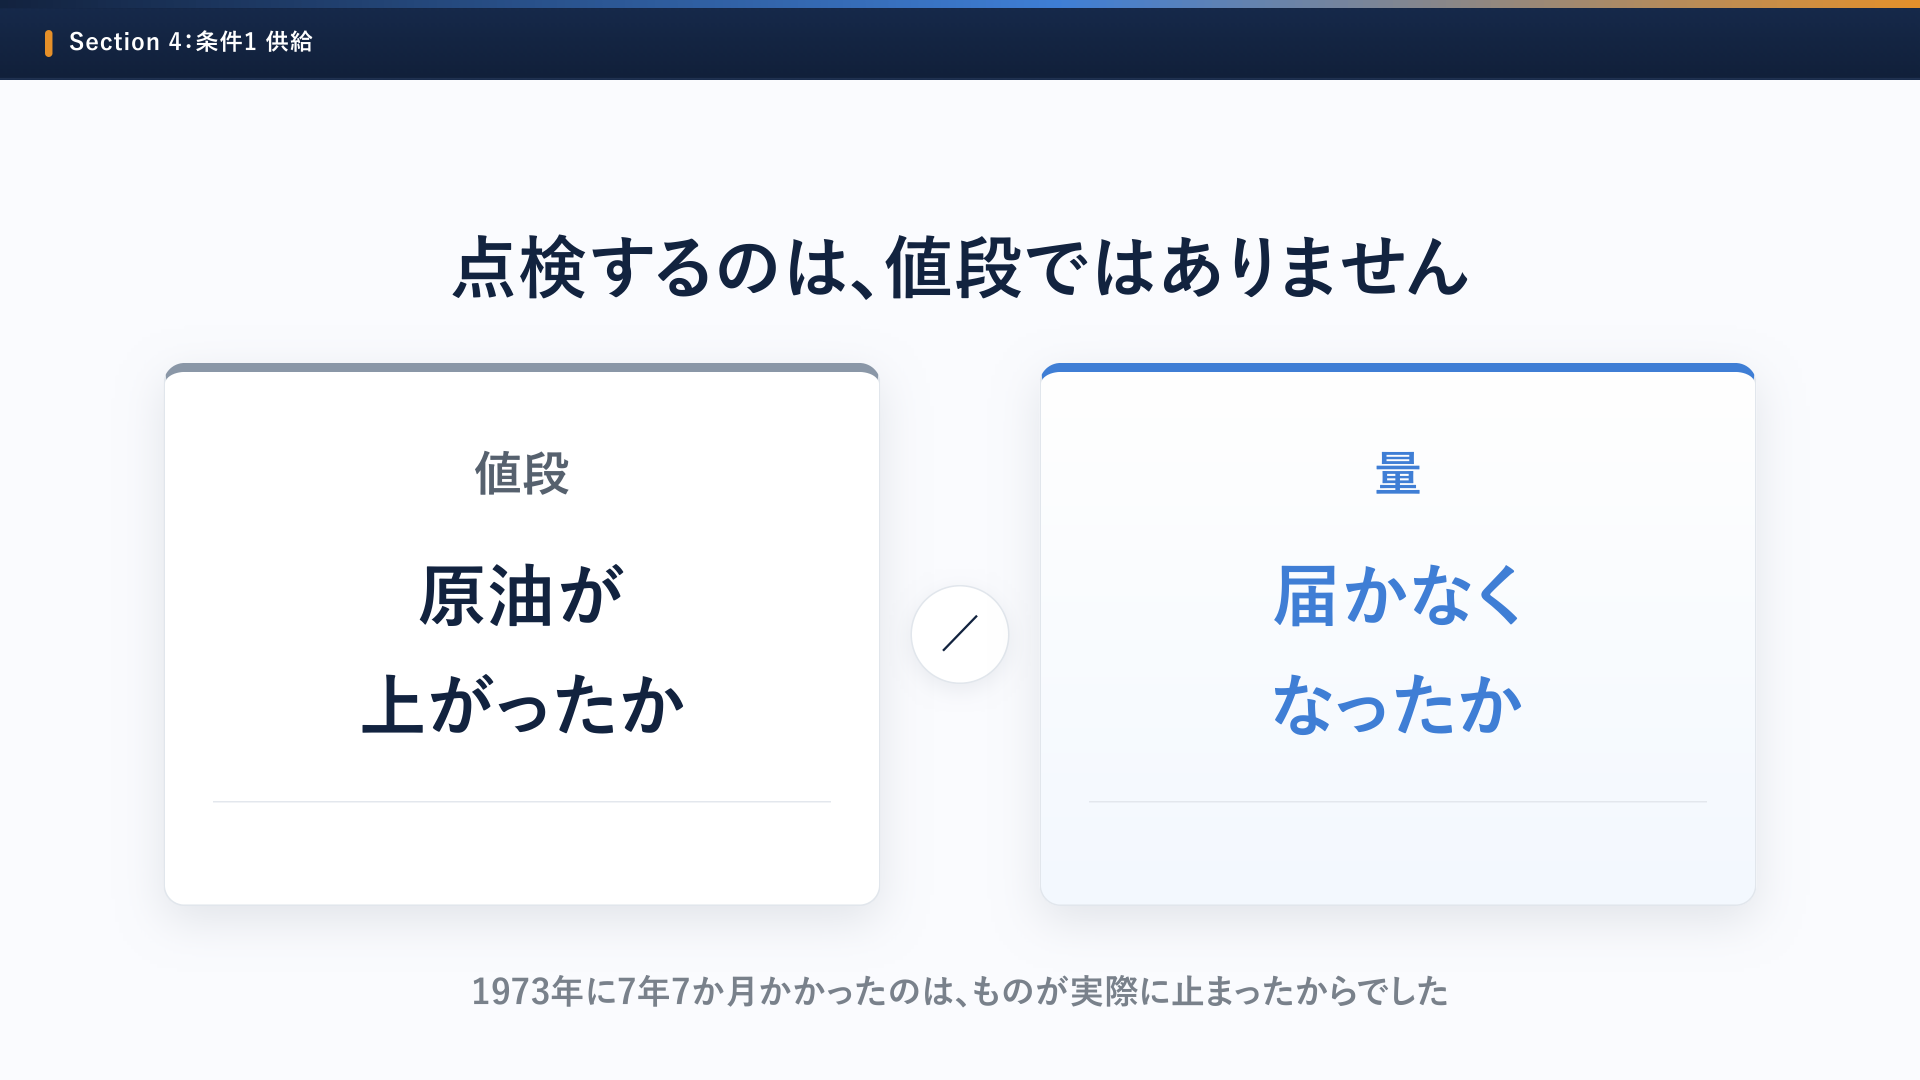 Section 4：条件1 供給
点検するのは、値段ではありません
値段
原油が
上がったか
／
量
届かなく
なったか
1973年に7年7か月かかったのは、ものが実際に止まったからでした